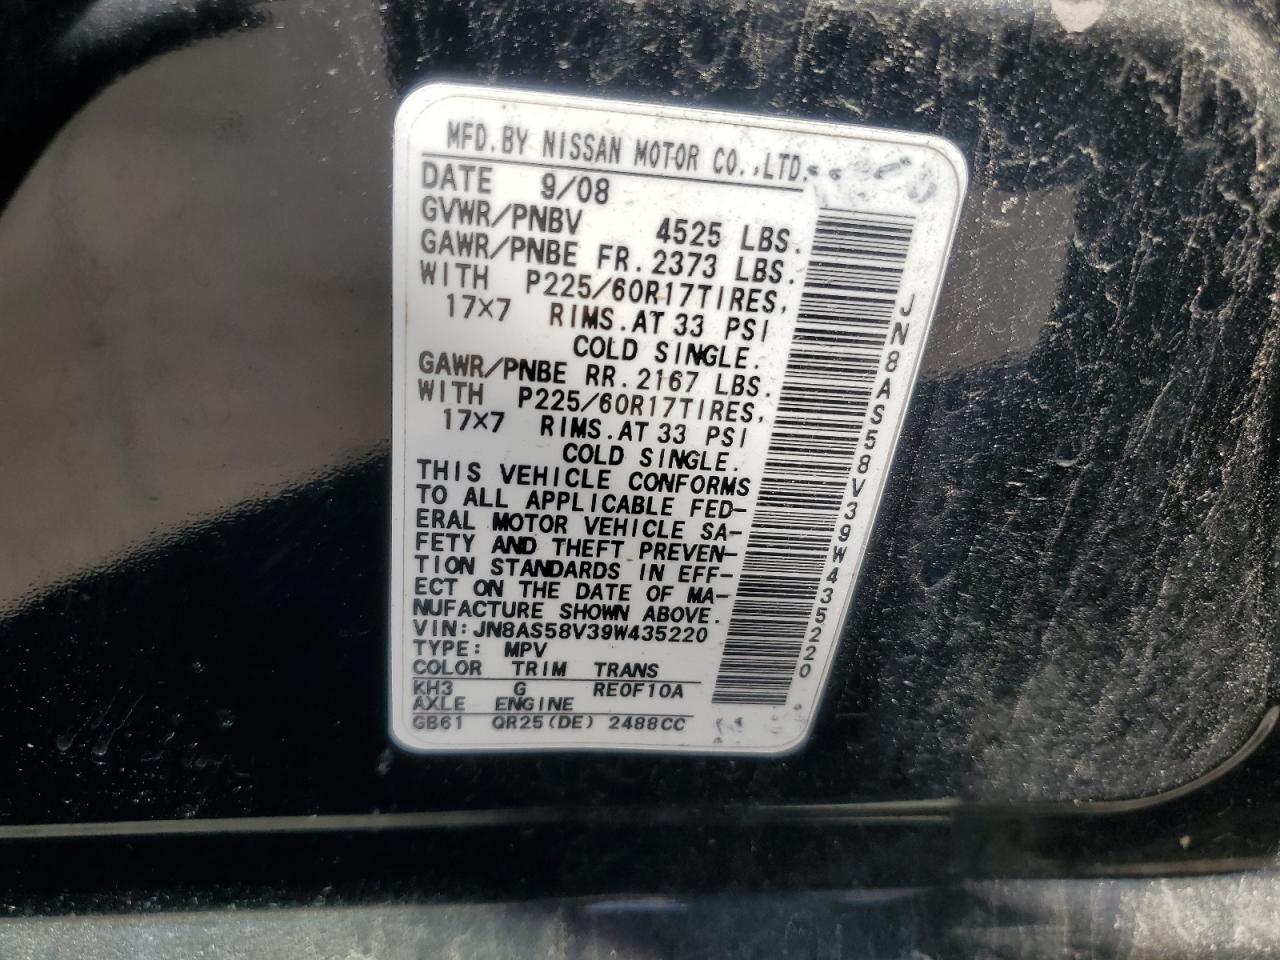 MFD.BY NISSAN MOTOR CO.,LTD.
DATE 9/08
GVWR/PNBV 4525 LBS.
GAWR/PNBE FR.2373 LBS.
WITH P225/60R17TIRES,
17×7 RIMS.AT 33 PSI
COLD SINGLE.
GAWR/PNBE RR.2167 LBS.
WITH P225/60R17TIRES,
17×7 RIMS.AT 33 PSI
COLD SINGLE.
THIS VEHICLE CONFORMS
TO ALL APPLICABLE FED-
ERAL MOTOR VEHICLE SA-
FETY AND THEFT PREVEN-
TION STANDARDS IN EFF-
ECT ON THE DATE OF MA-
NUFACTURE SHOWN ABOVE.
VIN:JN8AS58V39W435220
TYPE: MPV
COLOR TRIM TRANS
KH3 G RE0F10A
AXLE ENGINE
GB61 QR25(DE) 2488CC
JN8AS58V39W435220